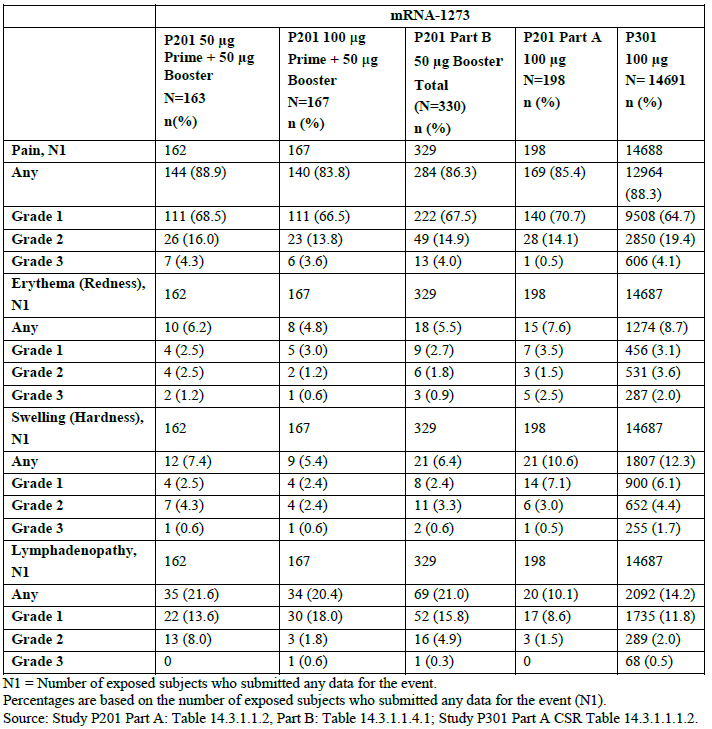 mRNA-1273
P201 50 µg Prime + 50 µg Booster N=163 n(%)
P201 100 µg Prime + 50 µg Booster N=167 n (%)
P201 Part B 50 µg Booster Total (N=330) n (%)
P201 Part A 100 µg N=198 n (%)
P301 100 µg N= 14691 n (%)
Pain, N1 162 167 329 198 14688
Any 144 (88.9) 140 (83.8) 284 (86.3) 169 (85.4) 12964 (88.3)
Grade 1 111 (68.5) 111 (66.5) 222 (67.5) 140 (70.7) 9508 (64.7)
Grade 2 26 (16.0) 23 (13.8) 49 (14.9) 28 (14.1) 2850 (19.4)
Grade 3 7 (4.3) 6 (3.6) 13 (4.0) 1 (0.5) 606 (4.1)
Erythema (Redness), N1 162 167 329 198 14687
Any 10 (6.2) 8 (4.8) 18 (5.5) 15 (7.6) 1274 (8.7)
Grade 1 4 (2.5) 5 (3.0) 9 (2.7) 7 (3.5) 456 (3.1)
Grade 2 4 (2.5) 2 (1.2) 6 (1.8) 3 (1.5) 531 (3.6)
Grade 3 2 (1.2) 1 (0.6) 3 (0.9) 5 (2.5) 287 (2.0)
Swelling (Hardness), N1 162 167 329 198 14687
Any 12 (7.4) 9 (5.4) 21 (6.4) 21 (10.6) 1807 (12.3)
Grade 1 4 (2.5) 4 (2.4) 8 (2.4) 14 (7.1) 900 (6.1)
Grade 2 7 (4.3) 4 (2.4) 11 (3.3) 6 (3.0) 652 (4.4)
Grade 3 1 (0.6) 1 (0.6) 2 (0.6) 1 (0.5) 255 (1.7)
Lymphadenopathy, N1 162 167 329 198 14687
Any 35 (21.6) 34 (20.4) 69 (21.0) 20 (10.1) 2092 (14.2)
Grade 1 22 (13.6) 30 (18.0) 52 (15.8) 17 (8.6) 1735 (11.8)
Grade 2 13 (8.0) 3 (1.8) 16 (4.9) 3 (1.5) 289 (2.0)
Grade 3 0 1 (0.6) 1 (0.3) 0 68 (0.5)
N1 = Number of exposed subjects who submitted any data for the event.
Percentages are based on the number of exposed subjects who submitted any data for the event (N1).
Source: Study P201 Part A: Table 14.3.1.1.2, Part B: Table 14.3.1.1.4.1; Study P301 Part A CSR Table 14.3.1.1.1.2.